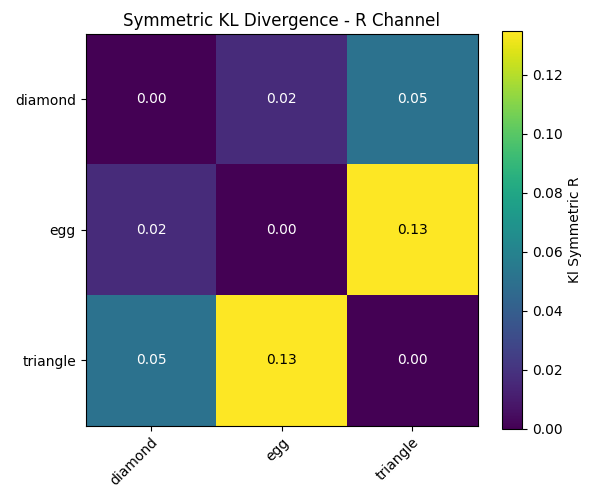 Symmetric KL Divergence - R Channel
diamond 0.00 0.02 0.05
egg 0.02 0.00 0.13
triangle 0.05 0.13 0.00
diamond egg triangle
0.12
0.10
0.08
0.06
0.04
0.02
0.00
Kl Symmetric R